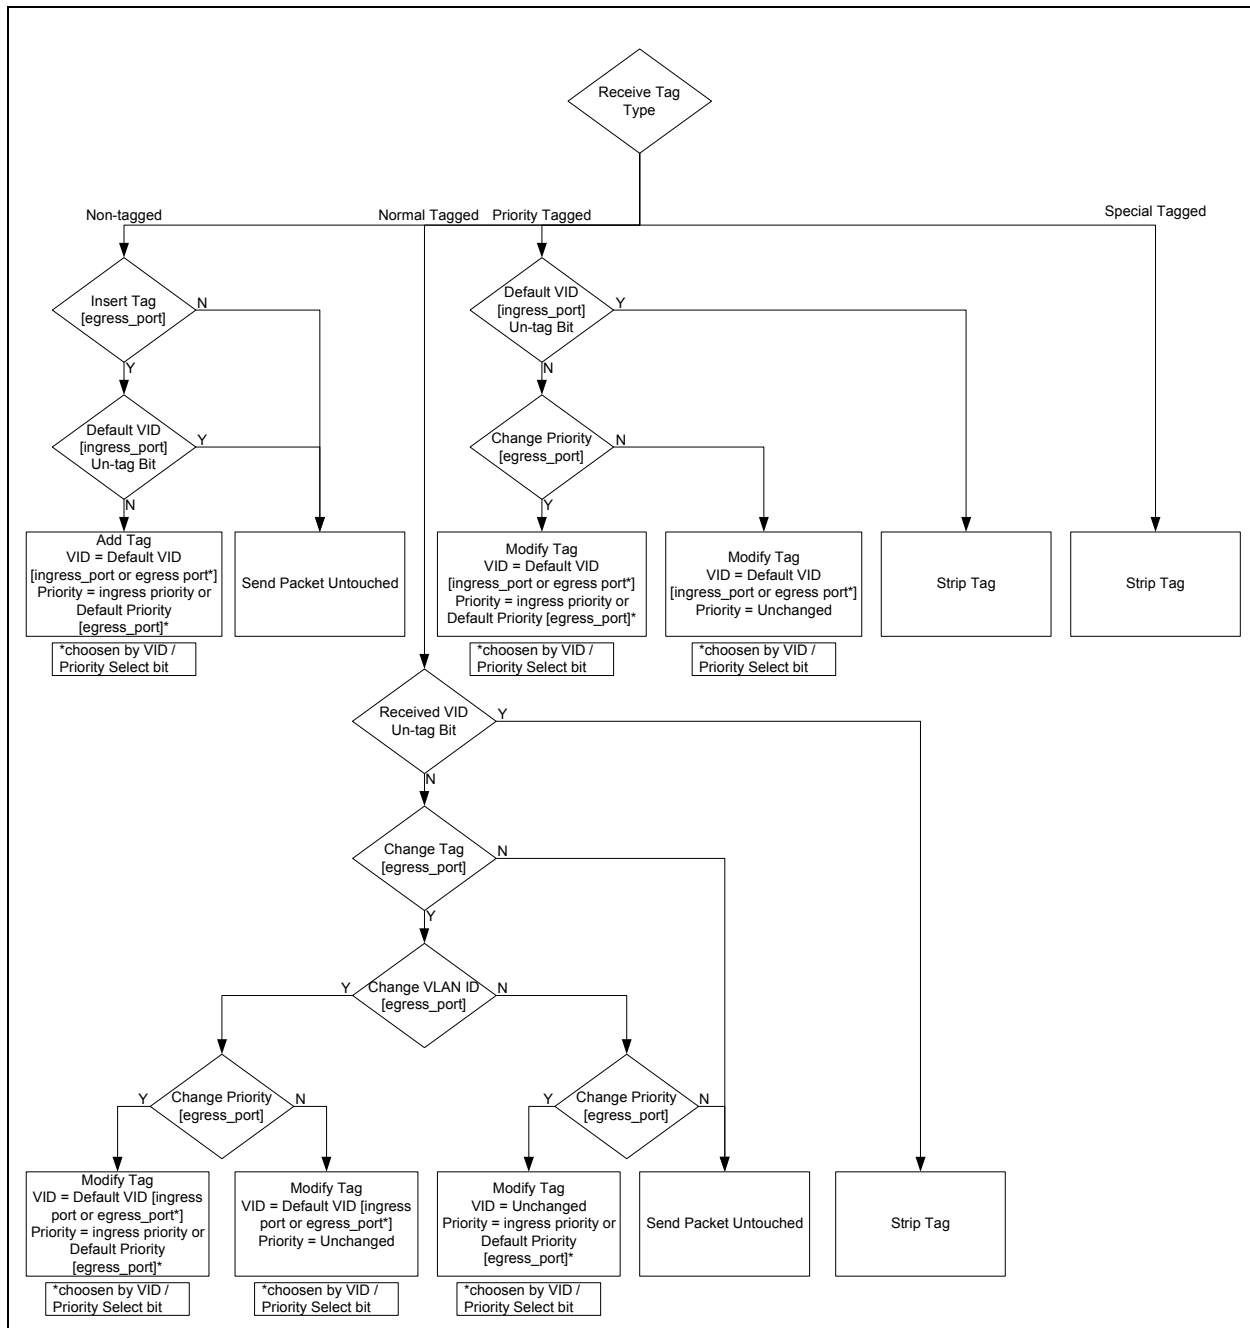 Receive Tag
Type
Non-tagged
Normal Tagged
Priority Tagged
Special Tagged
Insert Tag
[egress_port]
N
Y
Default VID
[ingress_port]
Un-tag Bit
Y
N
Default VID
[ingress_port]
Un-tag Bit
Y
N
Change Priority
[egress_port]
N
Y
Add Tag
VID = Default VID
[ingress_port or egress port*]
Priority = ingress priority or
Default Priority
[egress_port]*
*choosen by VID /
Priority Select bit
Send Packet Untouched
Modify Tag
VID = Default VID
[ingress_port or egress port*]
Priority = ingress priority or
Default Priority [egress_port]*
*choosen by VID /
Priority Select bit
Modify Tag
VID = Default VID
[ingress_port or egress port*]
Priority = Unchanged
*choosen by VID /
Priority Select bit
Strip Tag
Strip Tag
Received VID
Un-tag Bit
Y
N
Change Tag
[egress_port]
N
Y
Change VLAN ID
[egress_port]
Y
N
Change Priority
[egress_port]
Y
N
Change Priority
[egress_port]
Y
N
Modify Tag
VID = Default VID [ingress
port or egress_port*]
Priority = ingress priority or
Default Priority
[egress_port]*
*choosen by VID /
Priority Select bit
Modify Tag
VID = Default VID [ingress
port or egress_port*]
Priority = Unchanged
*choosen by VID /
Priority Select bit
Modify Tag
VID = Unchanged
Priority = ingress priority or
Default Priority
[egress_port]*
*choosen by VID /
Priority Select bit
Send Packet Untouched
Strip Tag